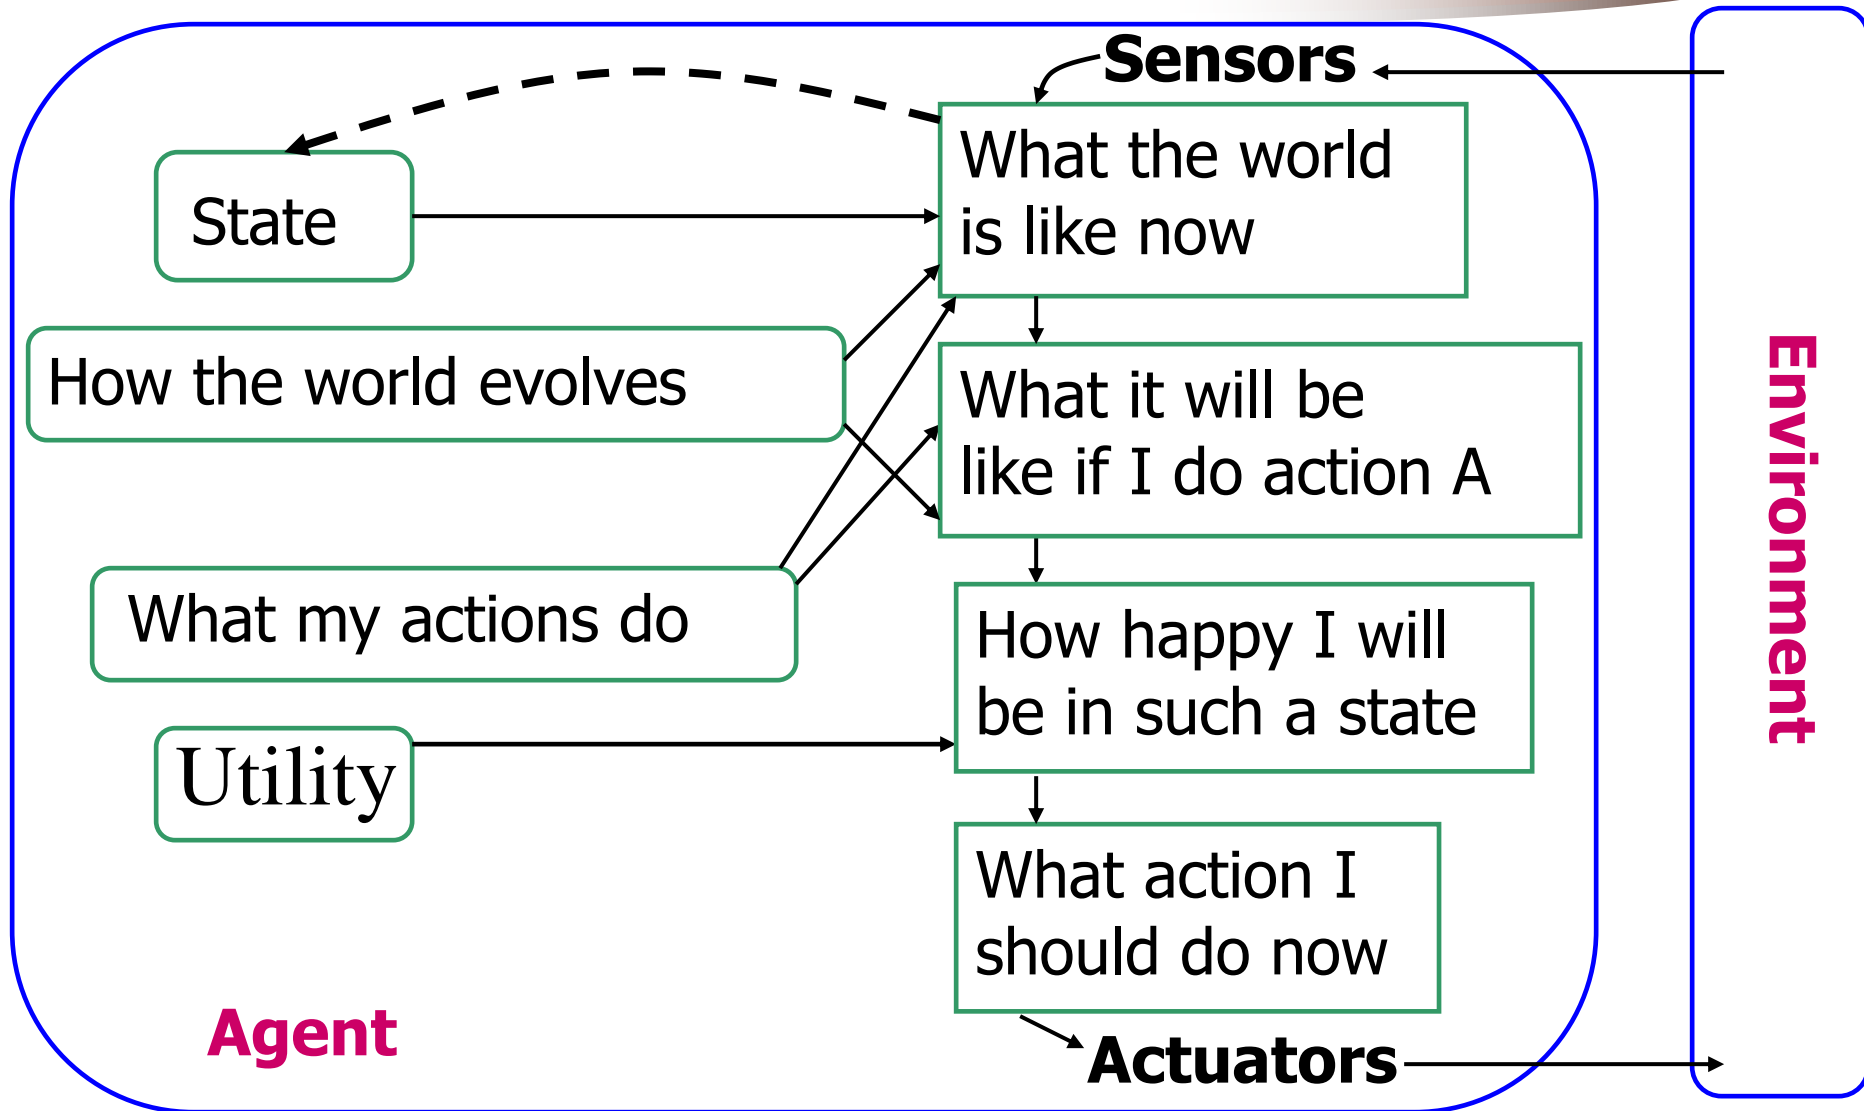 Sensors
What the world
is like now
State
How the world evolves
What it will be
like if I do action A
What my actions do
How happy I will
be in such a state
Utility
What action I
should do now
Agent
Actuators
Environment